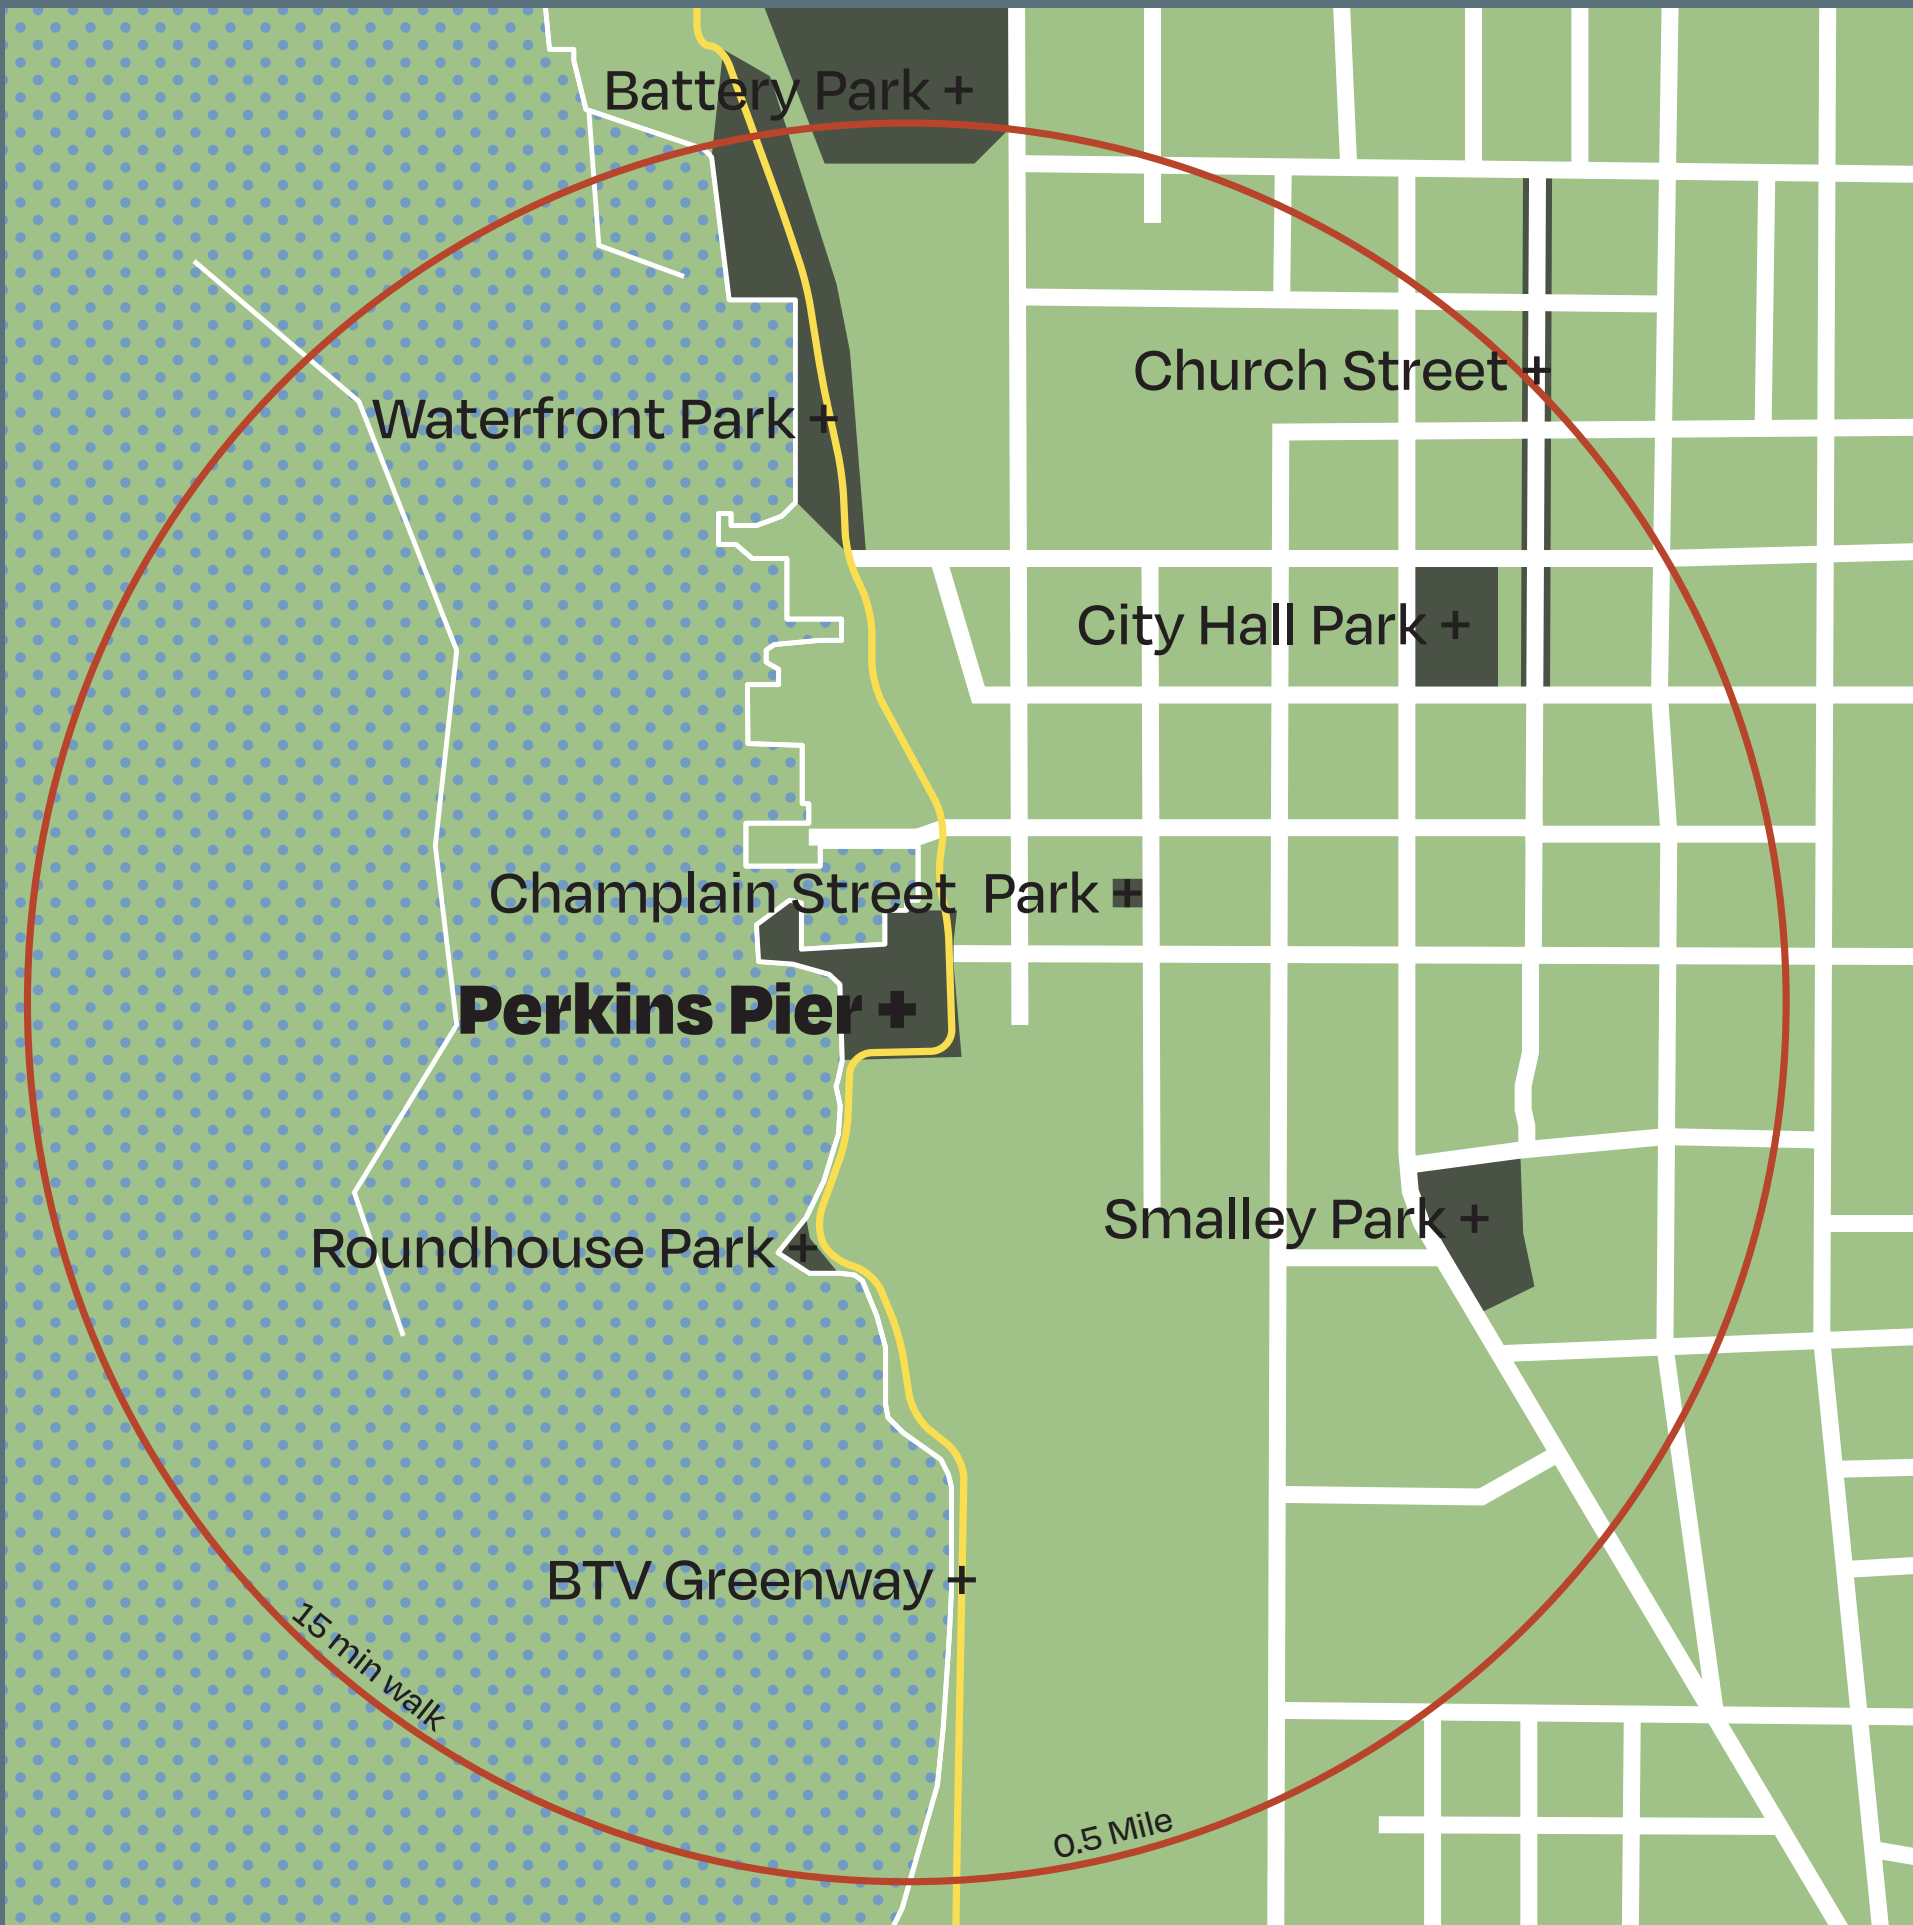 Battery Park +
Church Street +
Waterfront Park +
City Hall Park +
Champlain Street Park +
Perkins Pier +
Smalley Park +
Roundhouse Park +
BTV Greenway +
15 min walk
0.5 Mile